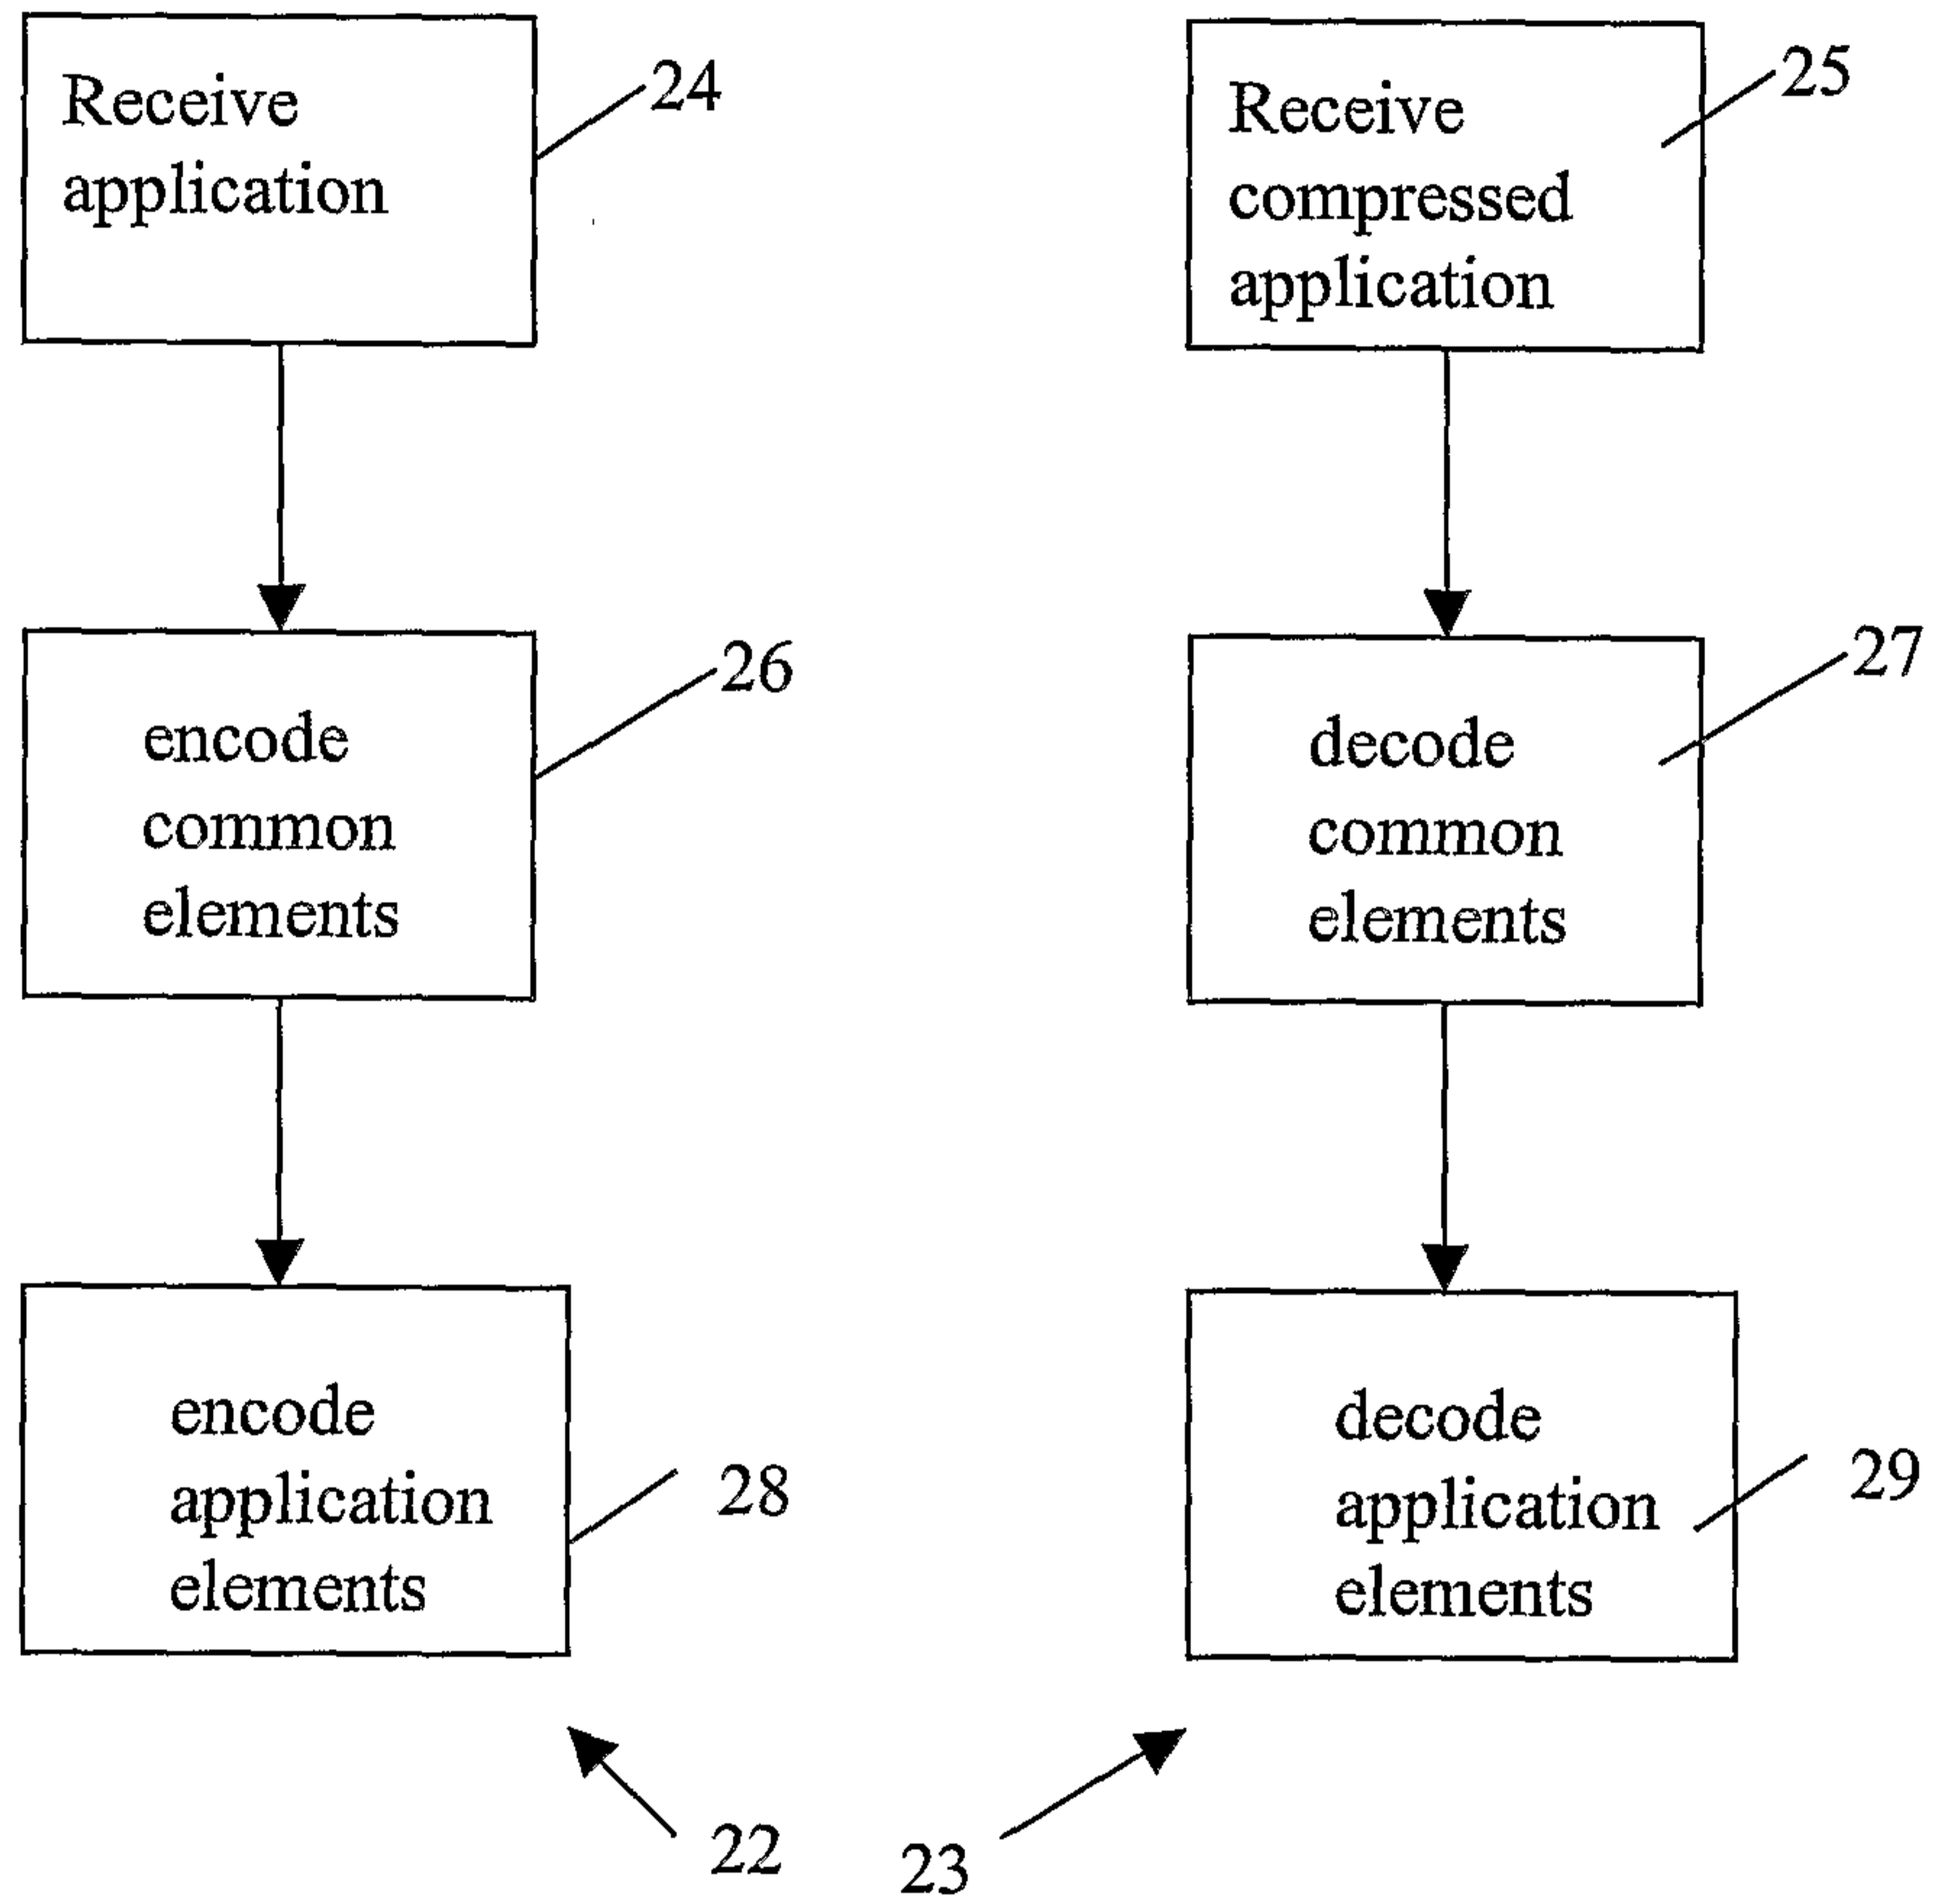 Receive
application
24
encode
common
elements
26
encode
application
elements
28
22
Receive
compressed
application
25
decode
common
elements
27
decode
application
elements
29
23